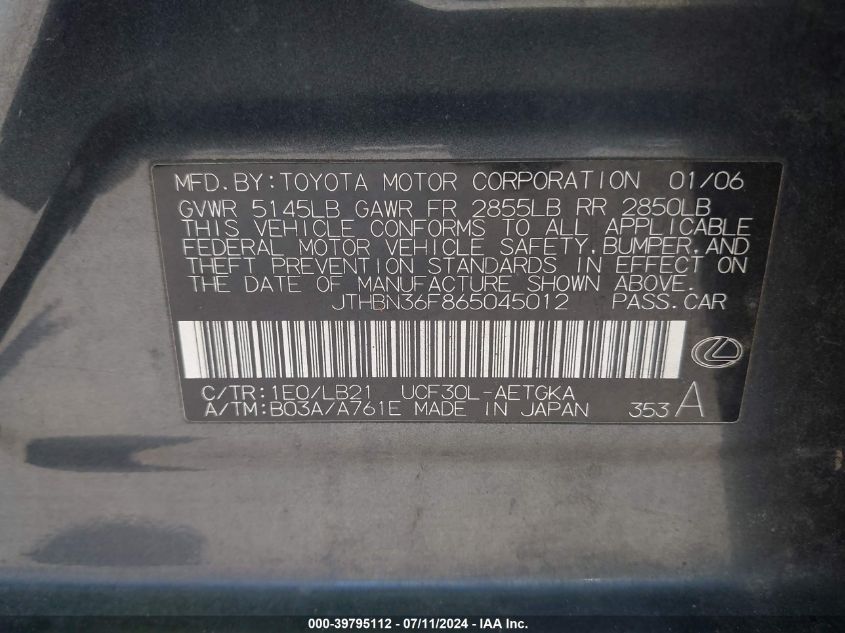 MFD. BY: TOYOTA MOTOR CORPORATION 01/06
GVWR 5145LB GAWR FR 2855LB RR 2850LB
THIS VEHICLE CONFORMS TO ALL APPLICABLE
FEDERAL MOTOR VEHICLE SAFETY, BUMPER, AND
THEFT PREVENTION STANDARDS IN EFFECT ON
THE DATE OF MANUFACTURE SHOWN ABOVE.
JTHBN36F865045012 PASS. CAR
C/TR: 1E0/LB21 UCF30L-AETGKA
A/TM: B03A/A761E MADE IN JAPAN 353 A
000-39795112 - 07/11/2024 - IAA Inc.